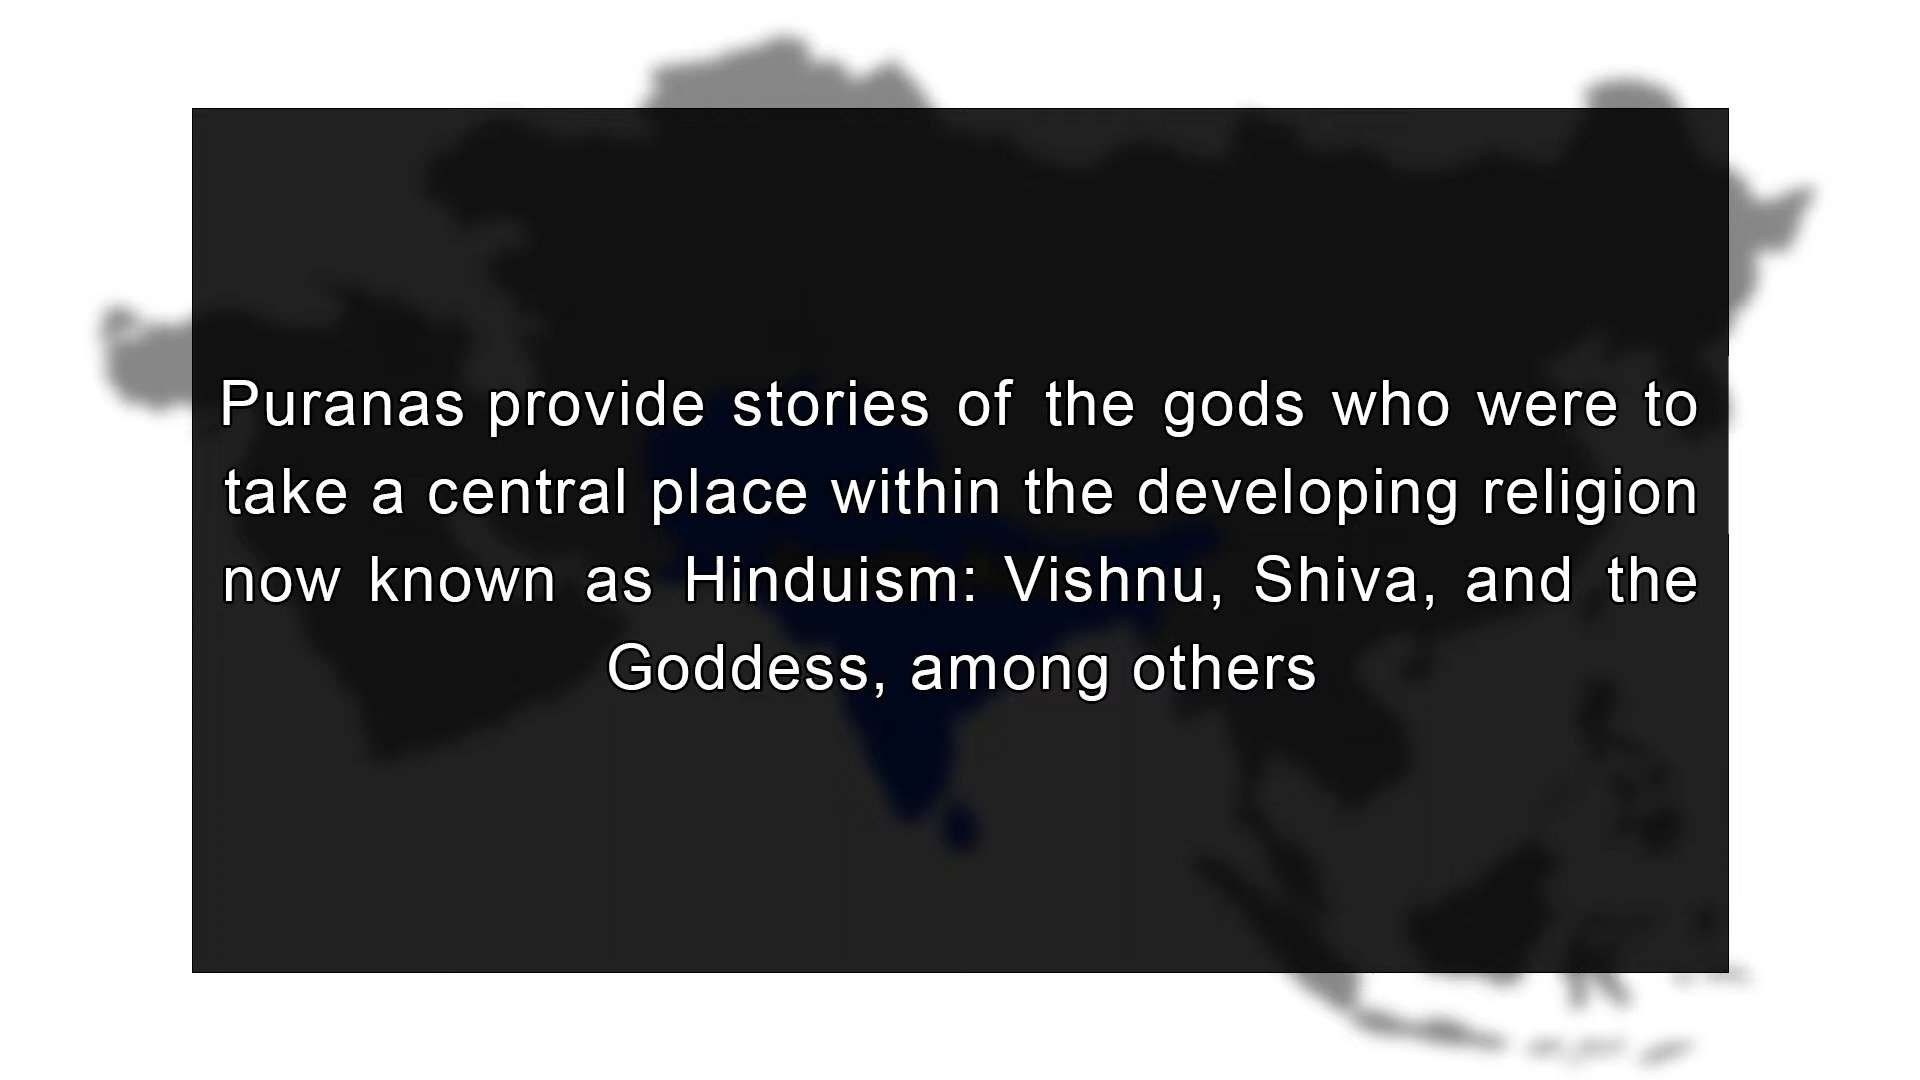 Puranas provide stories of the gods who were to
take a central place within the developing religion
now known as Hinduism: Vishnu, Shiva, and the
Goddess, among others